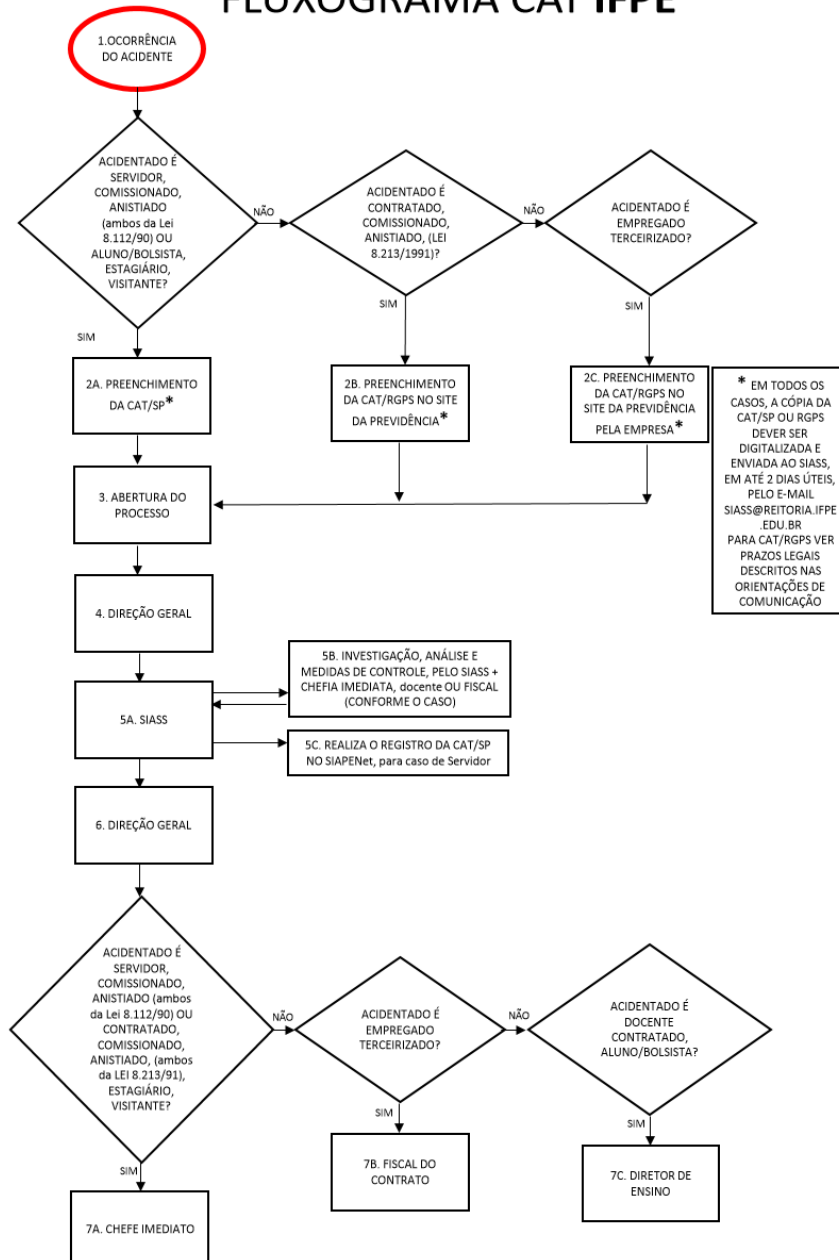 FLUXOGRAMA CAT IFPE
1.OCORRÊNCIA
DO ACIDENTE
ACIDENTADO É
SERVIDOR,
COMISSIONADO,
ANISTIADO
(ambos da Lei
8.112/90) OU
ALUNO/BOLSISTA,
ESTAGIÁRIO,
VISITANTE?
NÃO
ACIDENTADO É
CONTRATADO,
COMISSIONADO,
ANISTIADO, (LEI
8.213/1991)?
NÃO
ACIDENTADO É
EMPREGADO
TERCEIRIZADO?
SIM
SIM
SIM
2A. PREENCHIMENTO
DA CAT/SP*
2B. PREENCHIMENTO
DA CAT/RGPS NO SITE
DA PREVIDÊNCIA*
2C. PREENCHIMENTO
DA CAT/RGPS NO
SITE DA PREVIDÊNCIA
PELA EMPRESA*
* EM TODOS OS
CASOS, A CÓPIA DA
CAT/SP OU RGPS
DEVER SER
DIGITALIZADA E
ENVIADA AO SIASS,
EM ATÉ 2 DIAS ÚTEIS,
PELO E-MAIL
SIASS@REITORIA.IFPE
.EDU.BR
PARA CAT/RGPS VER
PRAZOS LEGAIS
DESCRITOS NAS
ORIENTAÇÕES DE
COMUNICAÇÃO
3. ABERTURA DO
PROCESSO
4. DIREÇÃO GERAL
5A. SIASS
5B. INVESTIGAÇÃO, ANÁLISE E
MEDIDAS DE CONTROLE, PELO SIASS +
CHEFIA IMEDIATA, docente OU FISCAL
(CONFORME O CASO)
5C. REALIZA O REGISTRO DA CAT/SP
NO SIAPENet, para caso de Servidor
6. DIREÇÃO GERAL
ACIDENTADO É
SERVIDOR,
COMISSIONADO,
ANISTIADO (ambos
da Lei 8.112/90) OU
CONTRATADO,
COMISSIONADO,
ANISTIADO, (ambos
da LEI 8.213/91),
ESTAGIÁRIO,
VISITANTE?
NÃO
ACIDENTADO É
EMPREGADO
TERCEIRIZADO?
NÃO
ACIDENTADO É
DOCENTE
CONTRATADO,
ALUNO/BOLSISTA?
SIM
SIM
SIM
7A. CHEFE IMEDIATO
7B. FISCAL DO
CONTRATO
7C. DIRETOR DE
ENSINO